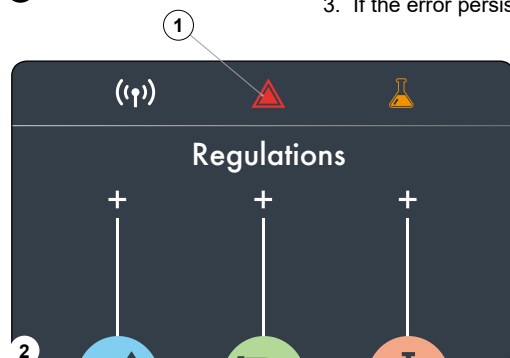 3. If the error persis
1
Regulations
+ + +
2